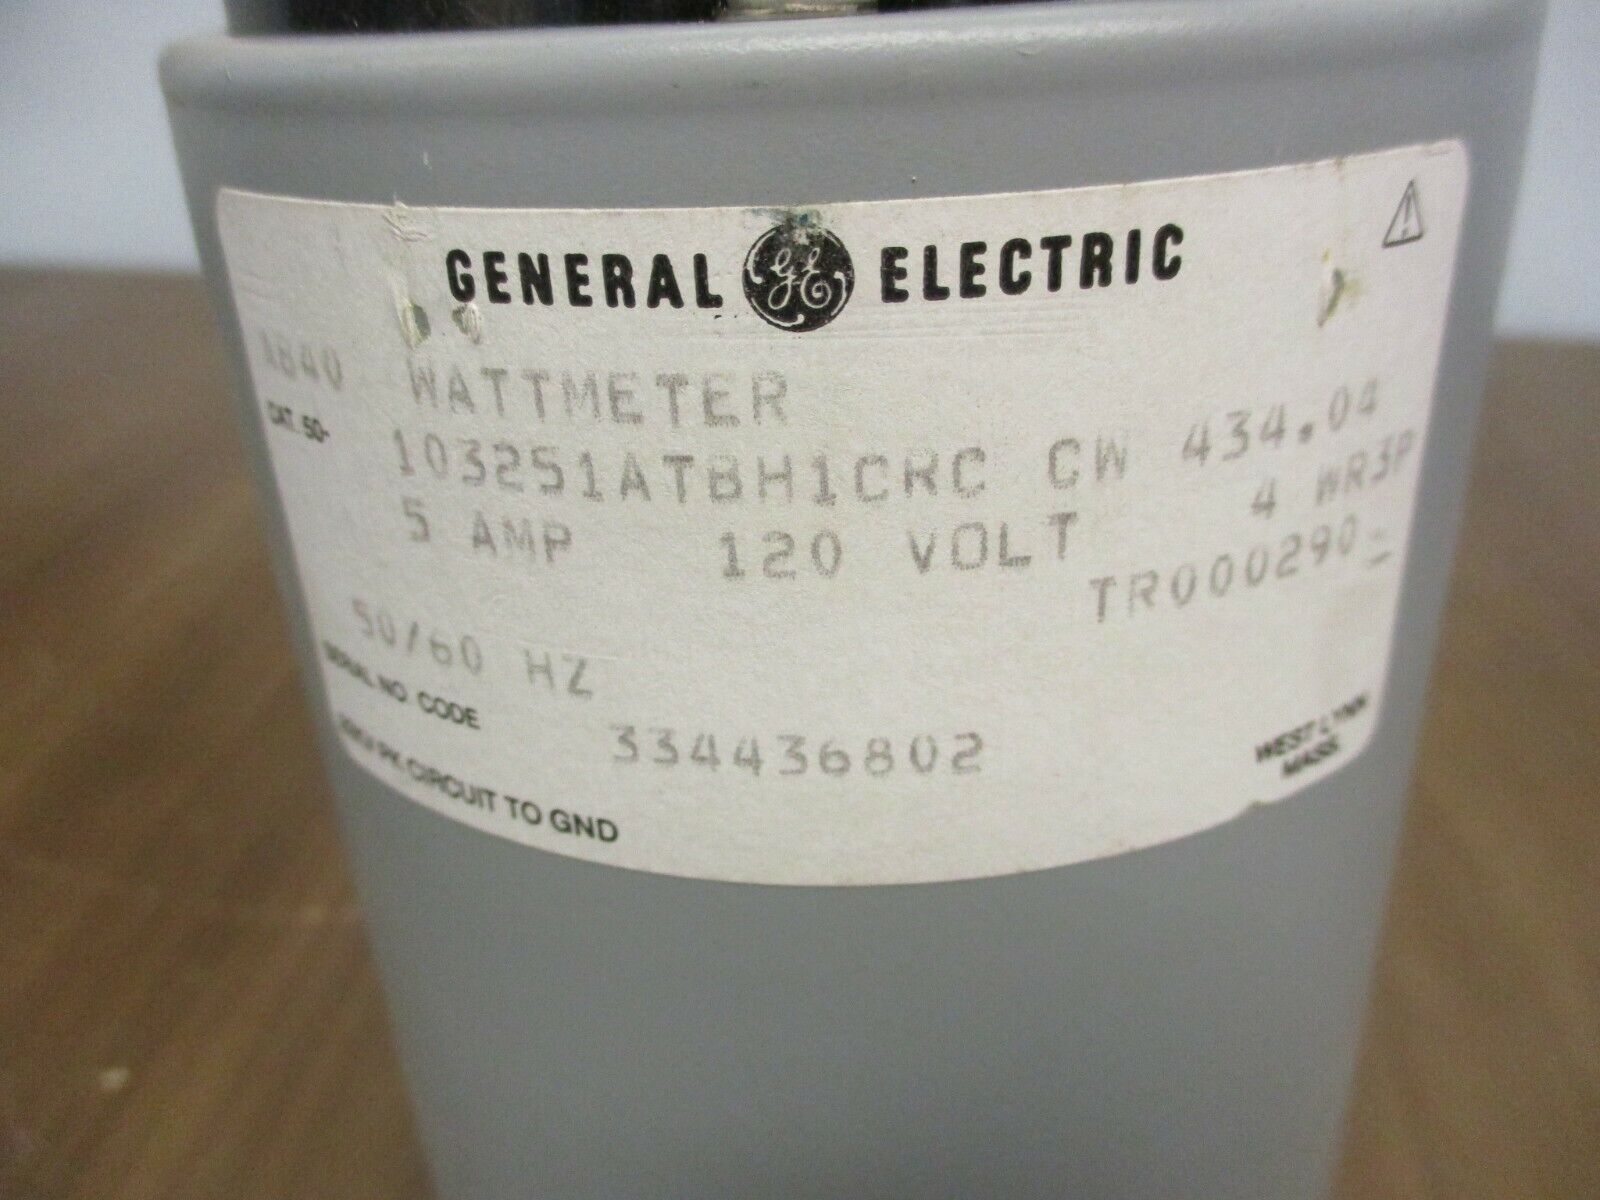 GENERAL GE ELECTRIC
AB40 WATTMETER
CAT. 50- 103251ATBH1CRC CW 434.04
5 AMP 120 VOLT 4 WR3P
TR000290
50/60 HZ
SERIAL NO. CODE 334436802
PK CIRCUIT TO GND
WEST LYNN
MASS.